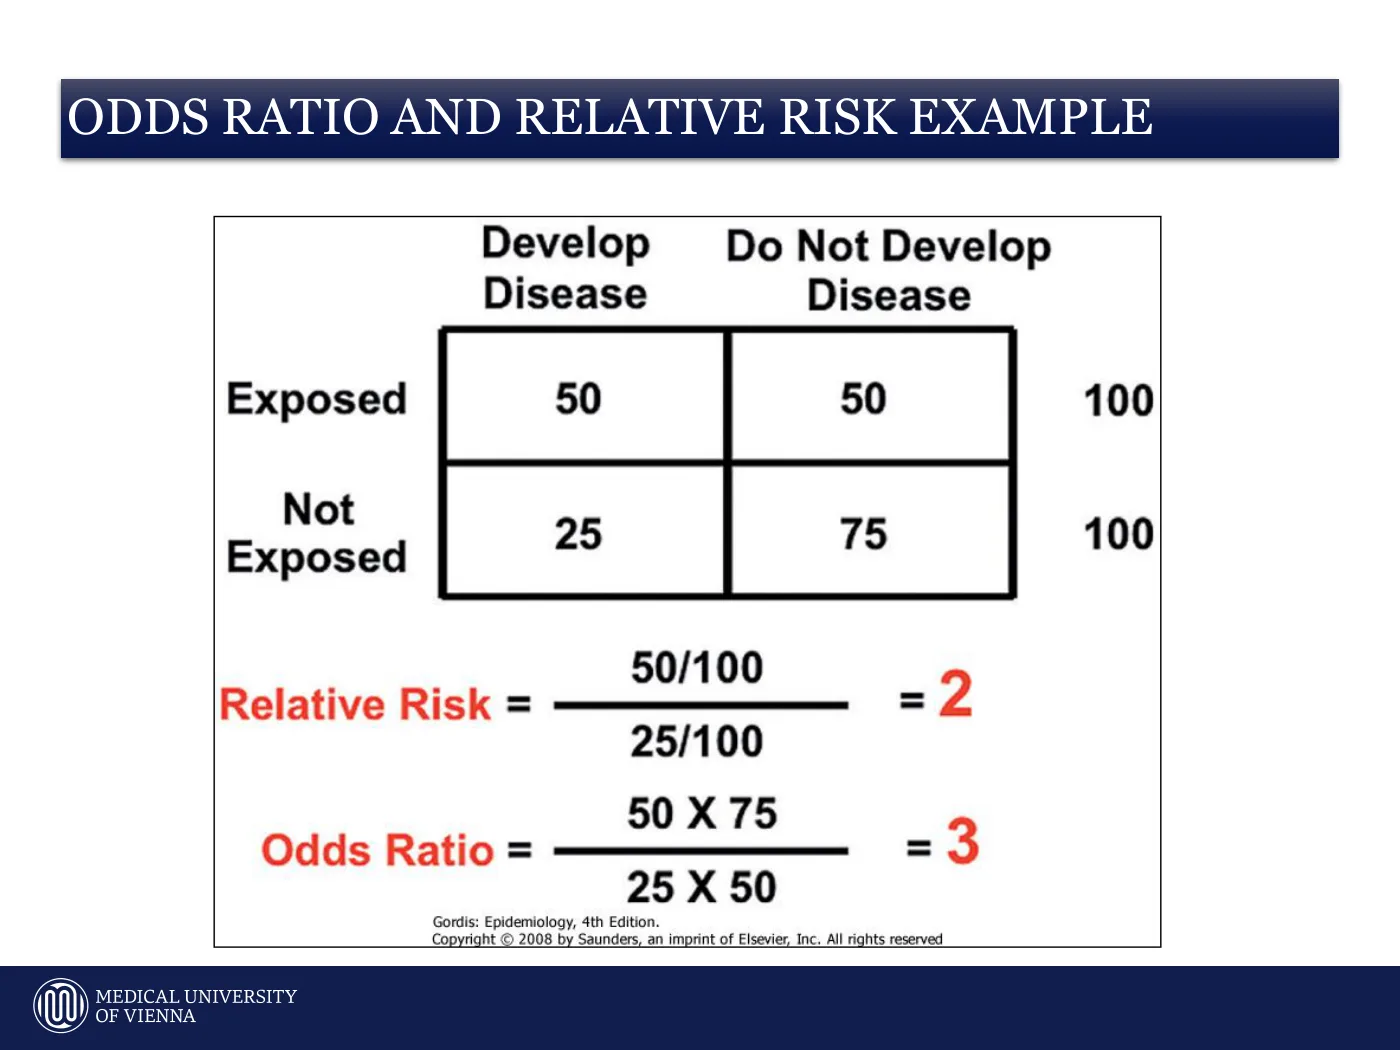 ODDS RATIO AND RELATIVE RISK EXAMPLE
Develop
Disease
Do Not Develop
Disease
Exposed 50 50 100
Not
Exposed 25 75 100
50/100
Relative Risk = = 2
25/100
50 X 75
Odds Ratio = = 3
25 X 50
Gordis: Epidemiology, 4th Edition.
Copyright © 2008 by Saunders, an imprint of Elsevier, Inc. All rights reserved
MEDICAL UNIVERSITY
OF VIENNA